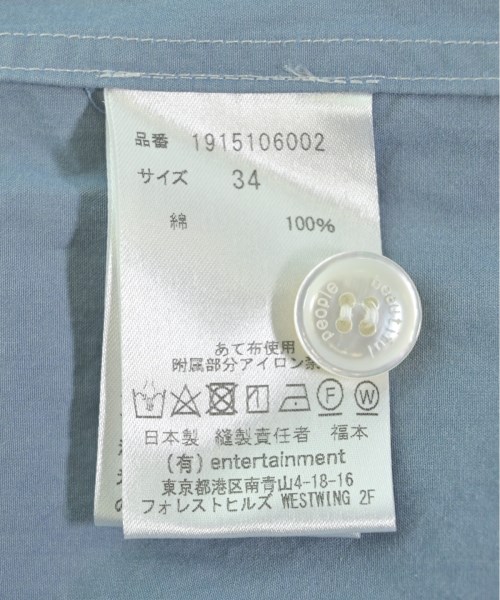 品番 1915106002
サイズ 34
綿 100%
people
あて布使用
附属部分アイロン
F W
日本製 縫製責任者 福本
(有) entertainment
東京都港区南青山4-18-16
フォレストヒルズ WESTWING 2F